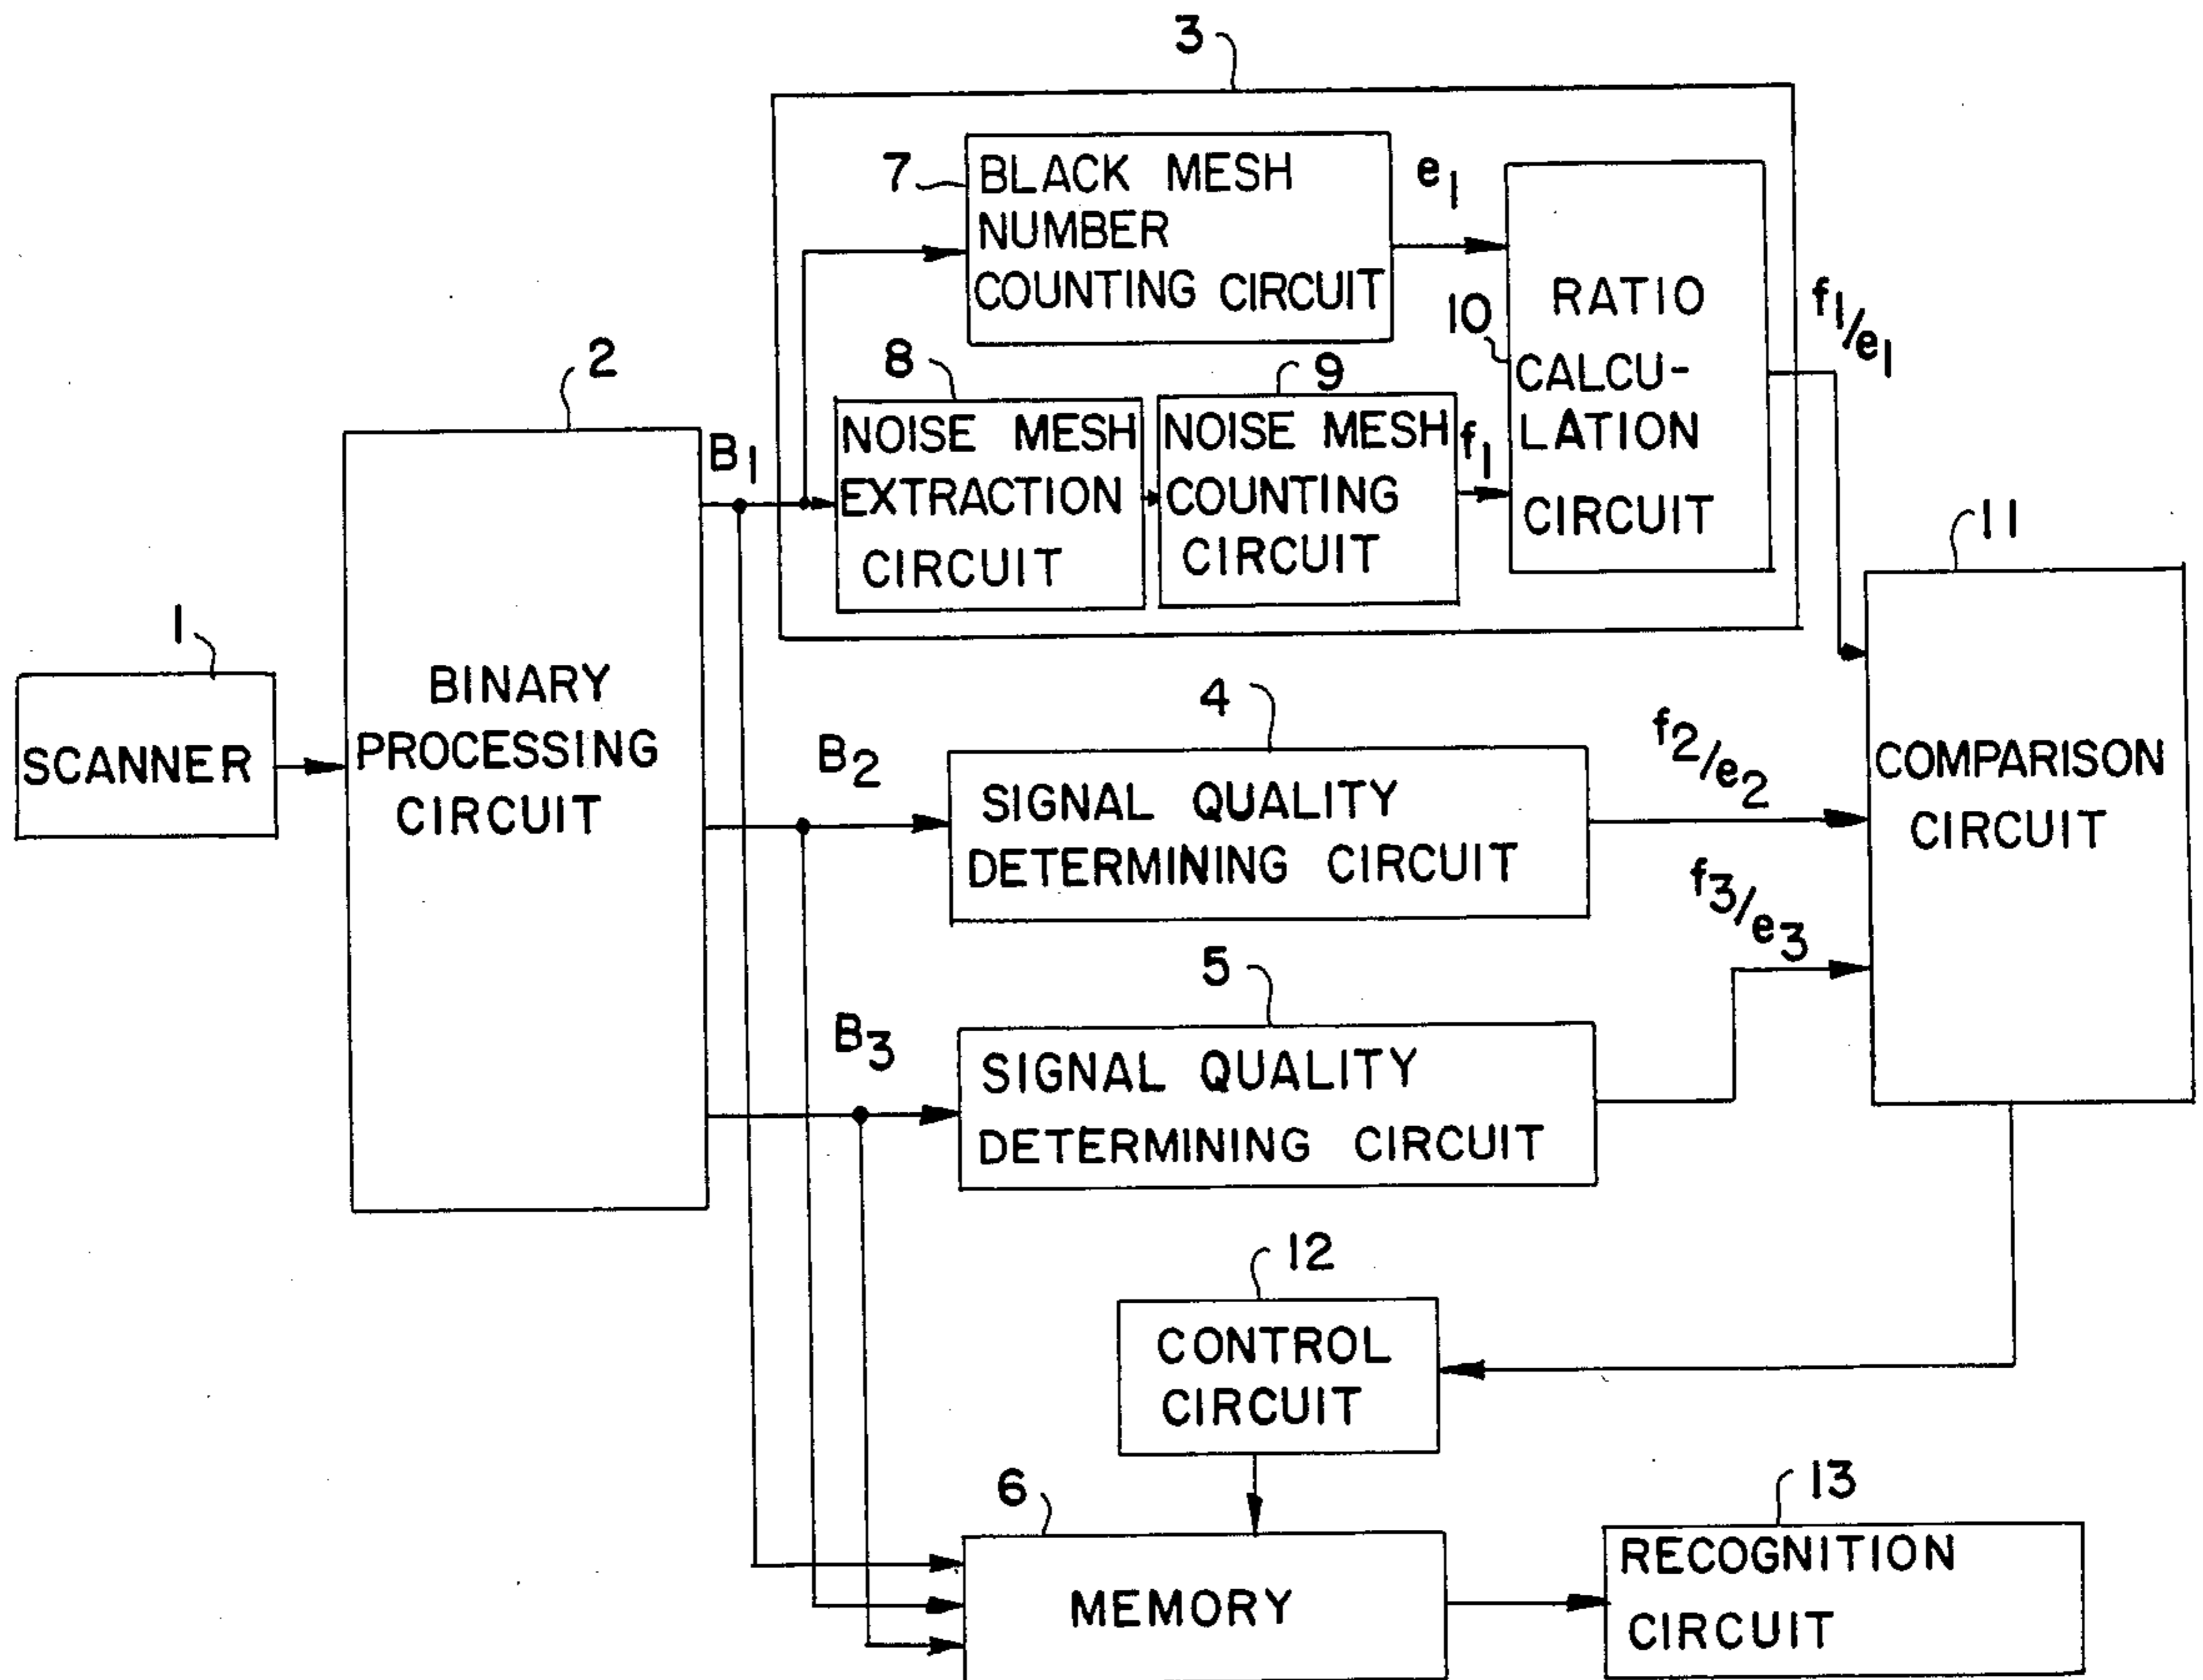 3
7
BLACK MESH
NUMBER
COUNTING CIRCUIT
e1
RATIO
CALCU-
LATION
CIRCUIT
10
f1/e1
2
8
9
B1
NOISE MESH
EXTRACTION
CIRCUIT
NOISE MESH
COUNTING
CIRCUIT
f1
11
1
SCANNER
BINARY
PROCESSING
CIRCUIT
4
B2
SIGNAL QUALITY
DETERMINING CIRCUIT
f2/e2
COMPARISON
CIRCUIT
f3/e3
5
B3
SIGNAL QUALITY
DETERMINING CIRCUIT
12
CONTROL
CIRCUIT
6
MEMORY
13
RECOGNITION
CIRCUIT